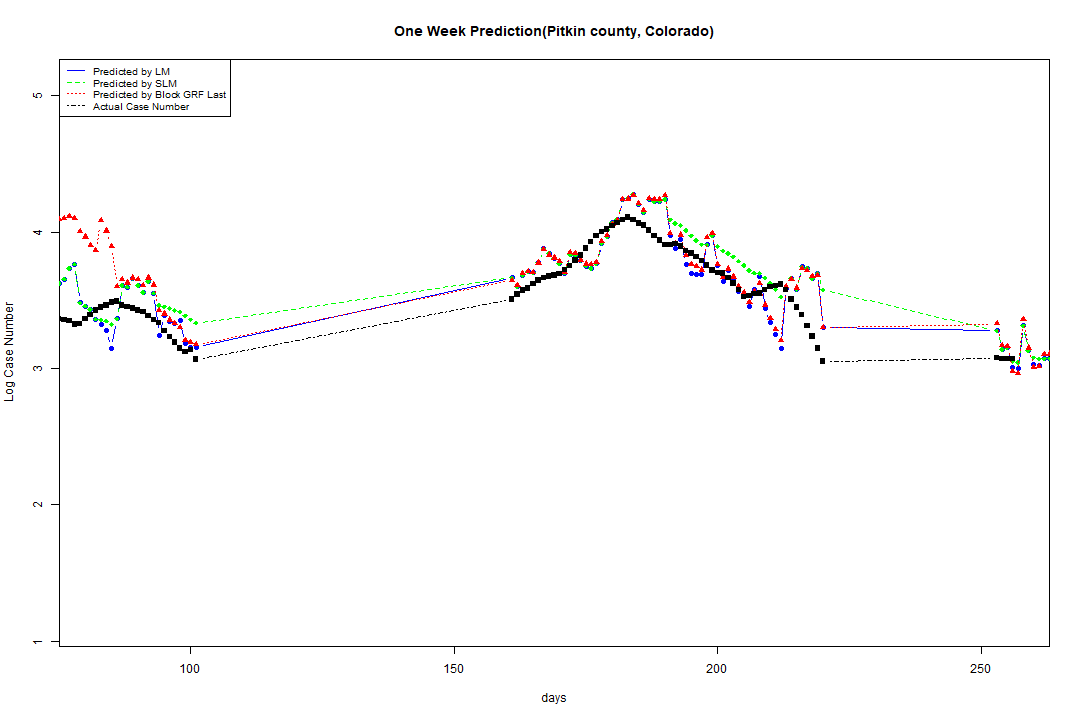 One Week Prediction(Pitkin county, Colorado)
Predicted by LM
Predicted by SLM
Predicted by Block GRF Last
Actual Case Number
5
4
3
2
1
Log Case Number
100
150
200
250
days